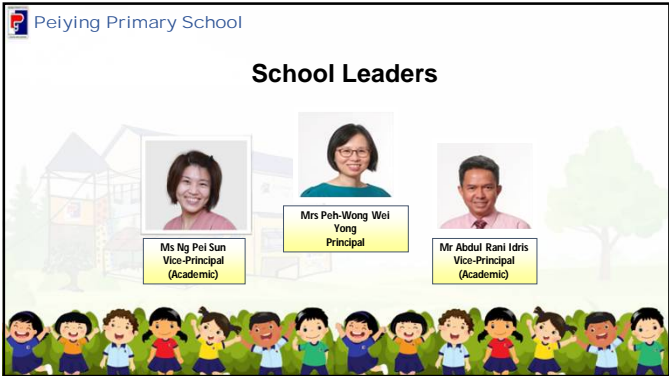 Peiying Primary School
School Leaders
Ms Ng Pei Sun
Vice-Principal
(Academic)
Mrs Peh-Wong Wei
Yong
Principal
Mr Abdul Rani Idris
Vice-Principal
(Academic)